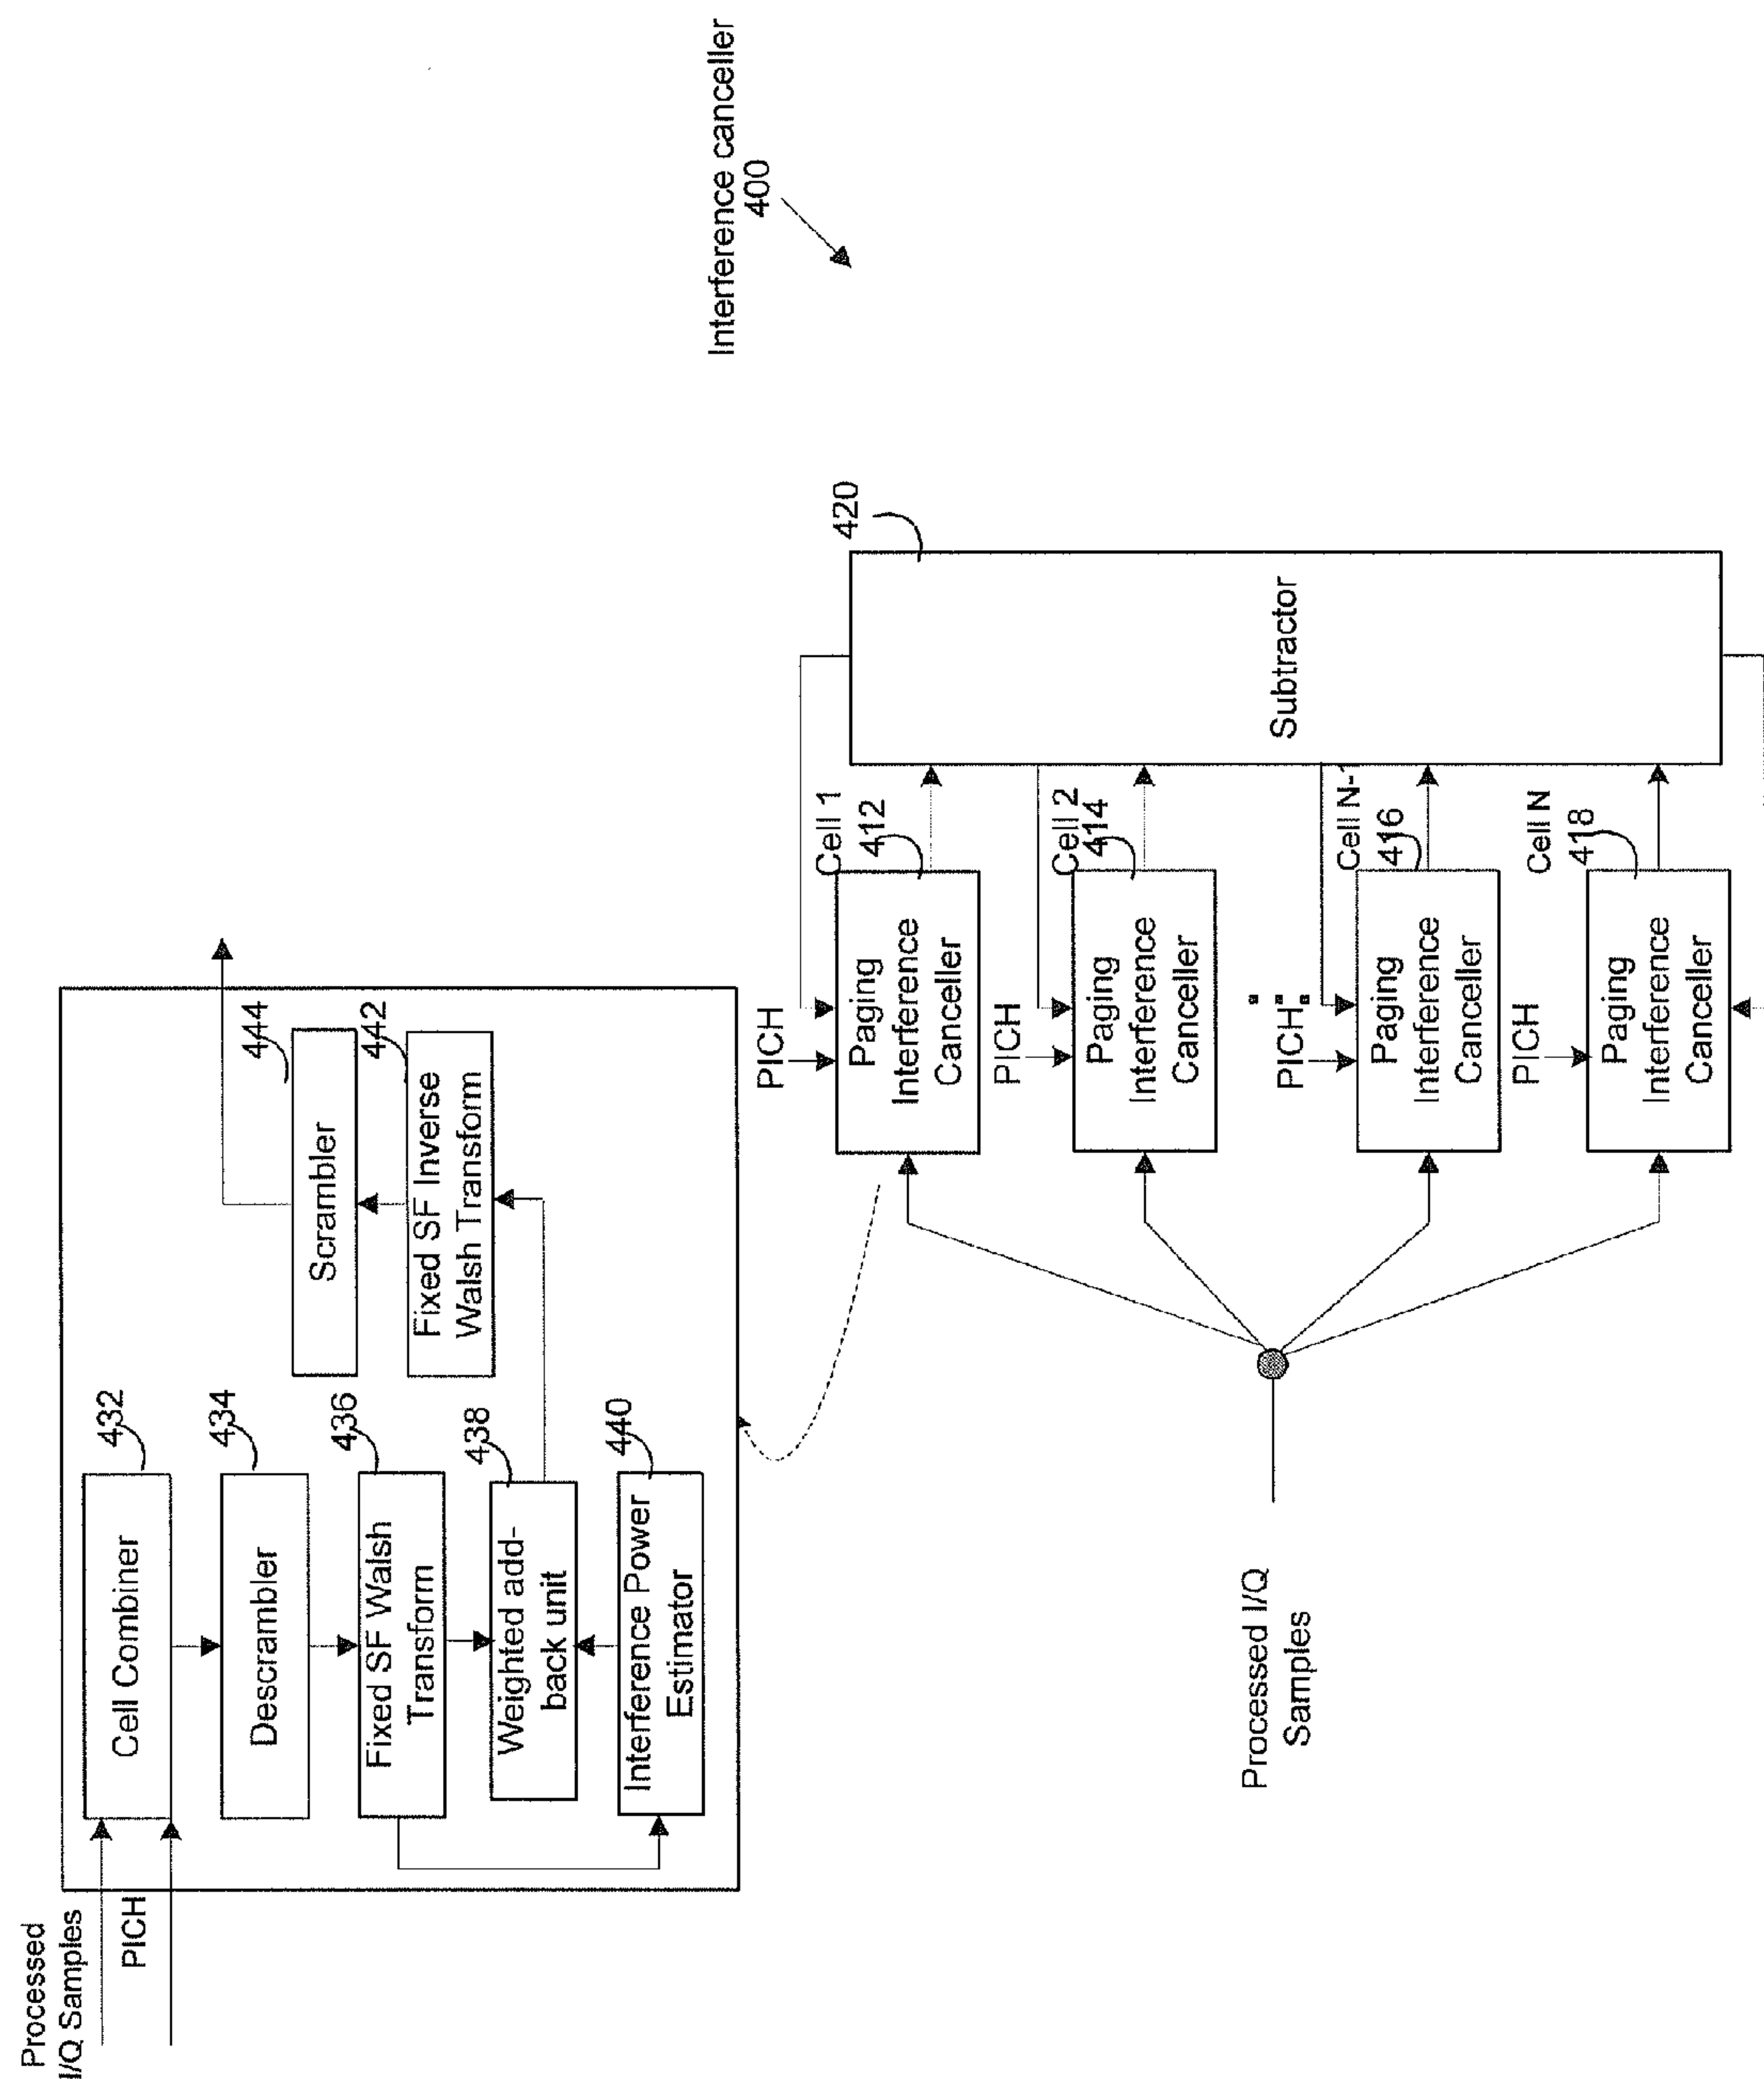 Interference canceller
400
Processed
I/Q Samples
PICH
Cell Combiner
432
Descrambler
434
Fixed SF Walsh
Transform
436
Weighted add-
back unit
438
Interference Power
Estimator
440
Scrambler
444
Fixed SF Inverse
Walsh Transform
442
Processed I/Q
Samples
PICH
Cell 1
412
Paging
Interference
Canceller
PICH
Cell 2
414
Paging
Interference
Canceller
PICH
Cell N-1
416
Paging
Interference
Canceller
PICH
Cell N
418
Paging
Interference
Canceller
Subtractor
420